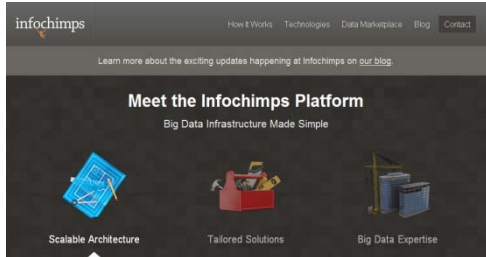 infochimps
How It Works Technologies Data Marketplace Blog Contact
Learn more about the exciting updates happening at Infochimps on our blog.
Meet the Infochimps Platform
Big Data Infrastructure Made Simple
Scalable Architecture Tailored Solutions Big Data Expertise